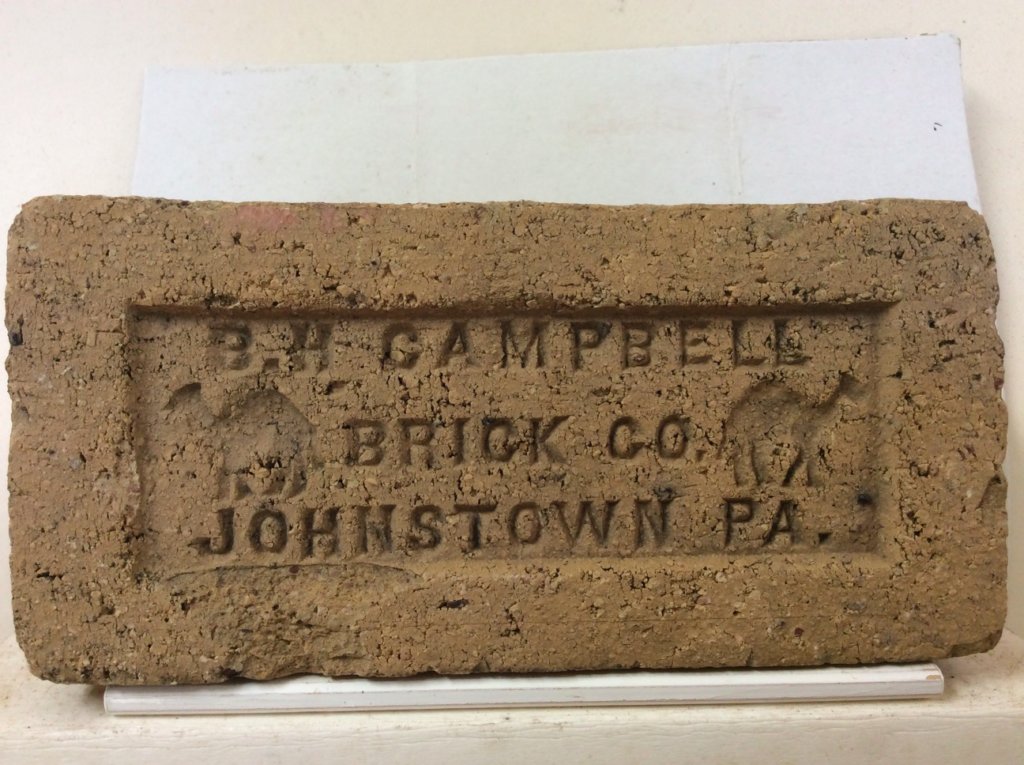 B.H CAMPBELL
BRICK CO.
JOHNSTOWN PA.